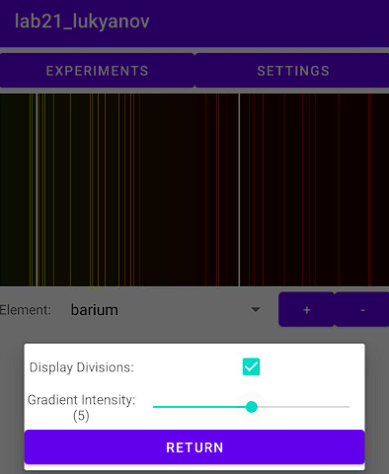 lab21_lukyanov
EXPERIMENTS SETTINGS
Element: barium + -
Display Divisions:
Gradient Intensity:
(5)
RETURN